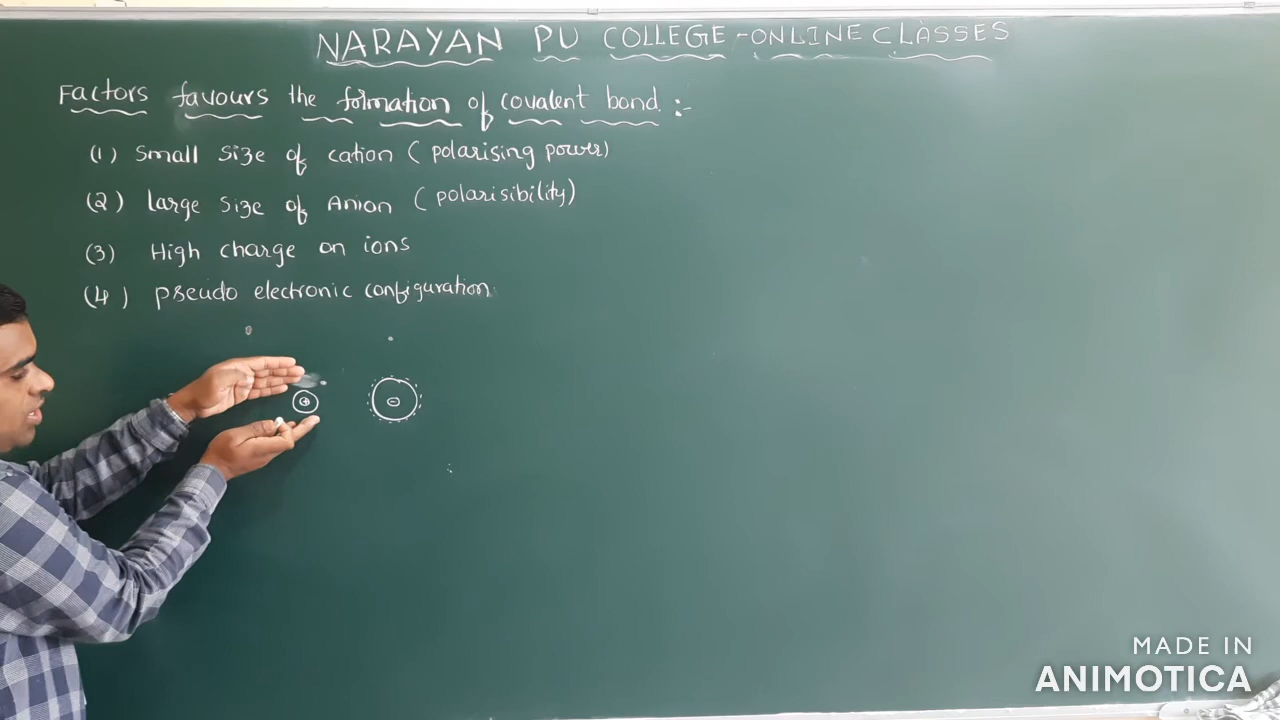 NARAYAN PU COLLEGE - ONLINE CLASSES
Factors favours the formation of covalent bond :-
(1) Small size of cation ( polarising power)
(2) large size of Anion ( polarisibility)
(3) High charge on ions
(4) pseudo electronic configuration.
+ -
MADE IN
ANIMOTICA